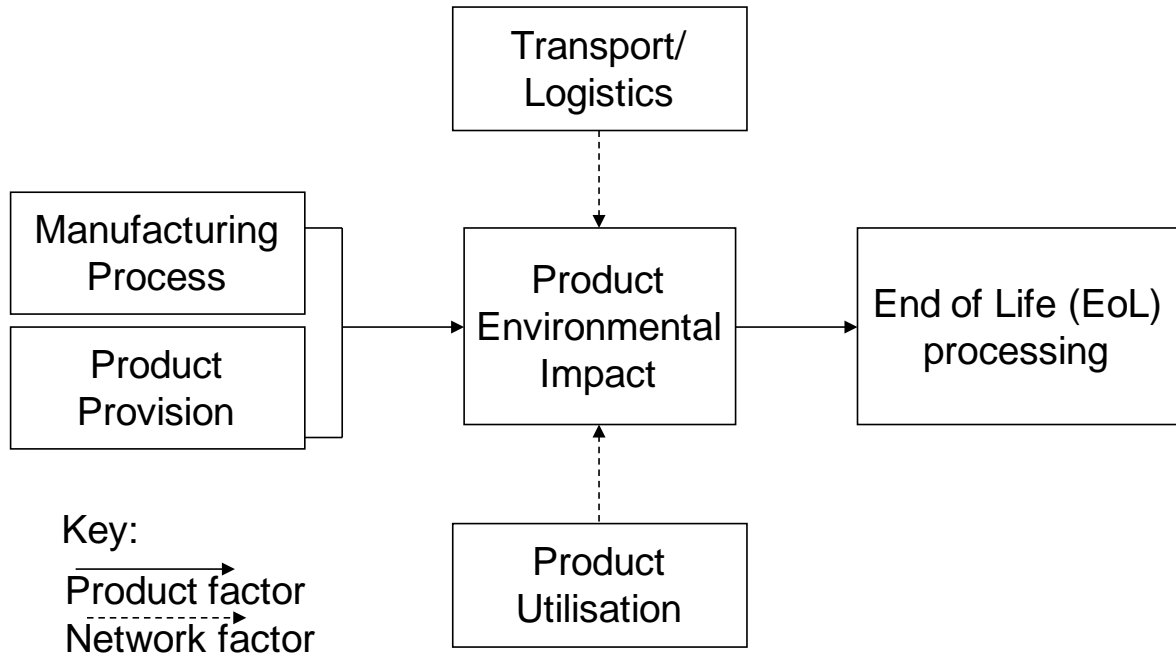 Transport/
Logistics
Manufacturing
Process
Product
Provision
Product
Environmental
Impact
End of Life (EoL)
processing
Product
Utilisation
Key:
Product factor
Network factor